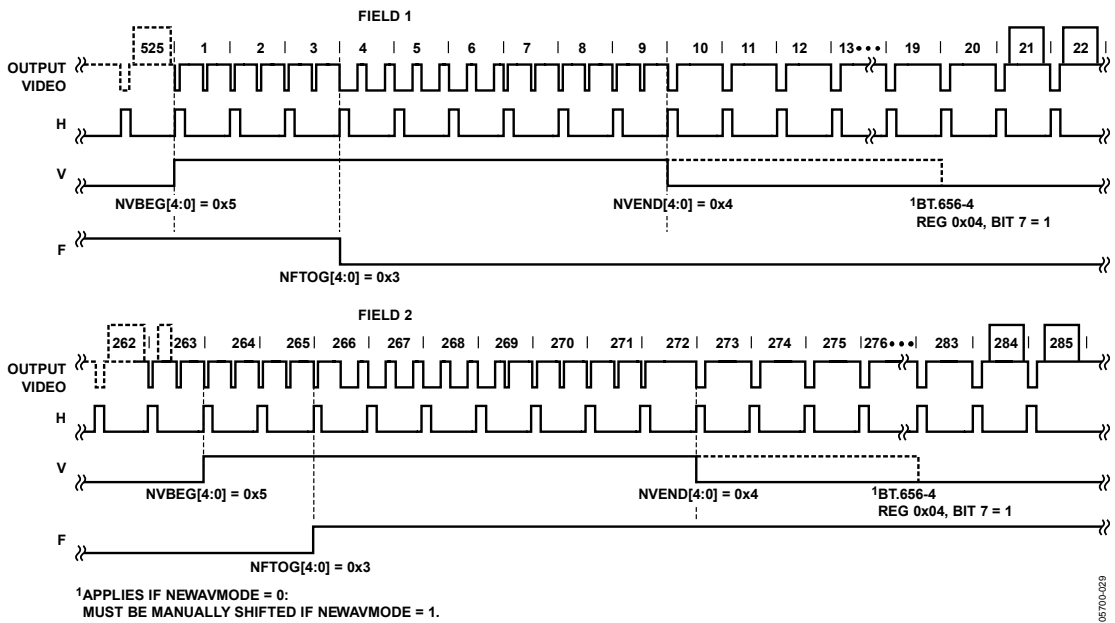 FIELD 1
525 1 2 3 4 5 6 7 8 9 10 11 12 13••• 19 20 21 22
OUTPUT
VIDEO
H
V
NVBEG[4:0] = 0x5
NVEND[4:0] = 0x4
1BT.656-4
REG 0x04, BIT 7 = 1
F
NFTOG[4:0] = 0x3
FIELD 2
262 263 264 265 266 267 268 269 270 271 272 273 274 275 276••• 283 284 285
OUTPUT
VIDEO
H
V
NVBEG[4:0] = 0x5
NVEND[4:0] = 0x4
1BT.656-4
REG 0x04, BIT 7 = 1
F
NFTOG[4:0] = 0x3
1APPLIES IF NEWAVMODE = 0:
MUST BE MANUALLY SHIFTED IF NEWAVMODE = 1.
05700-029